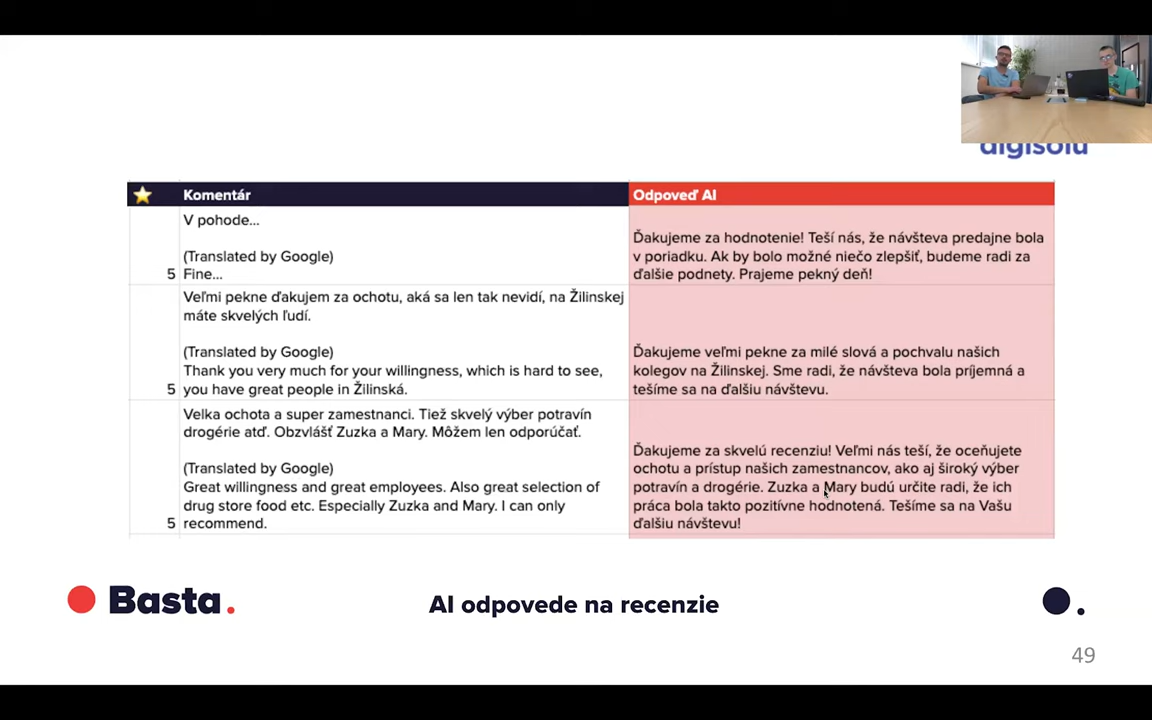 digisolu
⭐ Komentár Odpoveď AI
V pohode...
(Translated by Google)
5 Fine...
Ďakujeme za hodnotenie! Teší nás, že návšteva predajne bola
v poriadku. Ak by bolo možné niečo zlepšiť, budeme radi za
ďalšie podnety. Prajeme pekný deň!
Veľmi pekne ďakujem za ochotu, aká sa len tak nevidí, na Žilinskej
máte skvelých ľudí.
(Translated by Google)
Thank you very much for your willingness, which is hard to see,
5 you have great people in Žilinská.
Ďakujeme veľmi pekne za milé slová a pochvalu našich
kolegov na Žilinskej. Sme radi, že návšteva bola príjemná a
tešíme sa na ďalšiu návštevu.
Velka ochota a super zamestnanci. Tiež skvelý výber potravín
drogérie atď. Obzvlášť Zuzka a Mary. Môžem len odporúčať.
(Translated by Google)
Great willingness and great employees. Also great selection of
drug store food etc. Especially Zuzka and Mary. I can only
5 recommend.
Ďakujeme za skvelú recenziu! Veľmi nás teší, že oceňujete
ochotu a prístup našich zamestnancov, ako aj široký výber
potravín a drogérie. Zuzka a Mary budú určite radi, že ich
práca bola takto pozitívne hodnotená. Tešíme sa na Vašu
ďalšiu návštevu!
Basta.
AI odpovede na recenzie
49